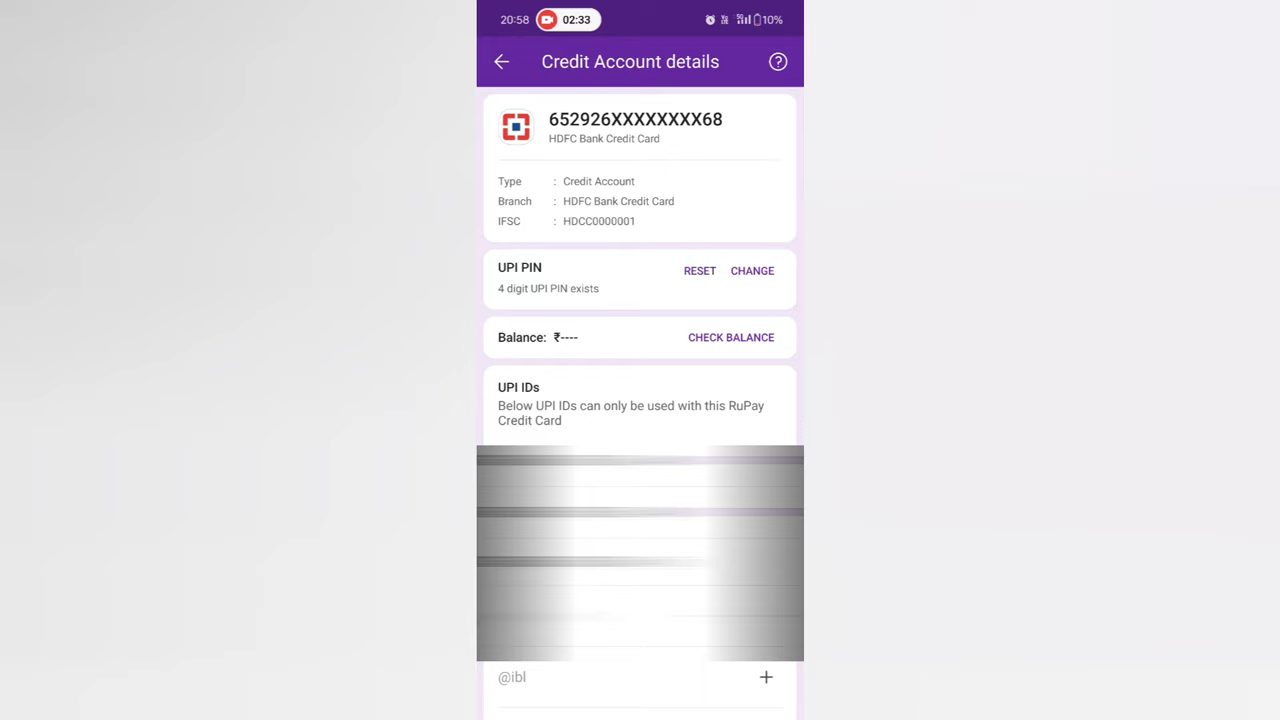 20:58 02:33 10%
Credit Account details
652926XXXXXXXX68
HDFC Bank Credit Card
Type : Credit Account
Branch : HDFC Bank Credit Card
IFSC : HDCC0000001
UPI PIN RESET CHANGE
4 digit UPI PIN exists
Balance: ₹---- CHECK BALANCE
UPI IDs
Below UPI IDs can only be used with this RuPay
Credit Card
@ibl +